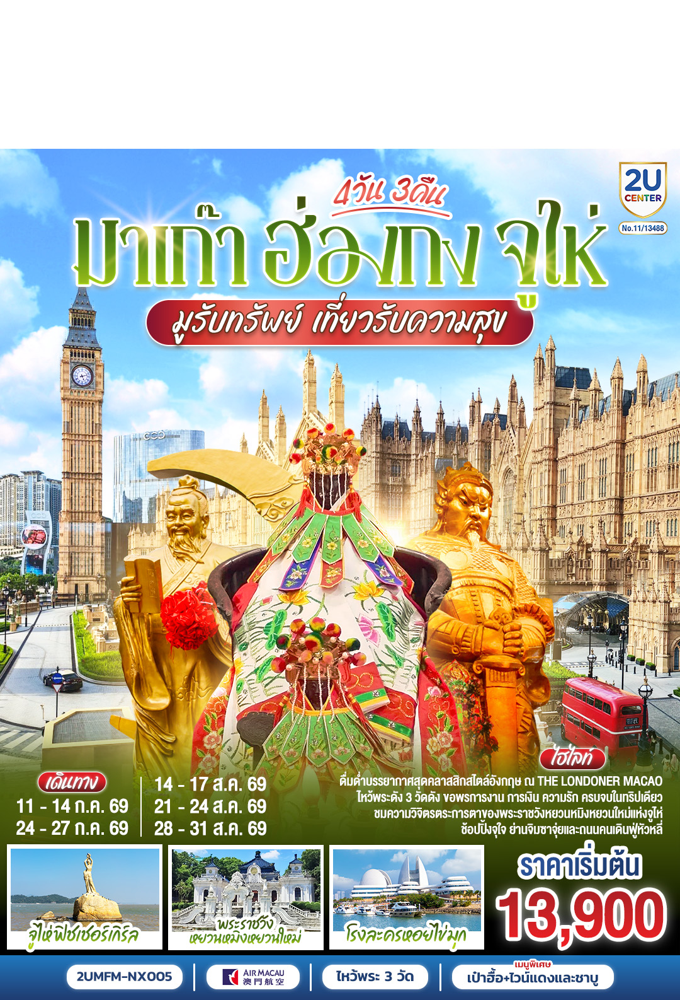 4วัน 3คืน
มาเก๊า ฮ่องกง จูไห่
มูรับทรัพย์ เที่ยวรับความสุข
2U
CENTER
No.11/13488
เดินทาง
11 - 14 ก.ค. 69
24 - 27 ก.ค. 69
14 - 17 ส.ค. 69
21 - 24 ส.ค. 69
28 - 31 ส.ค. 69
ไฮไลท์
ดื่มด่ำบรรยากาศสุดคลาสสิกสไตล์อังกฤษ ณ THE LONDONER MACAO
ไหว้พระดัง 3 วัดดัง ขอพรการงาน การเงิน ความรัก ครบจบในทริปเดียว
ชมความวิจิตรตระการตาของพระราชวังหยวนหมิงหยวนใหม่แห่งจูไห่
ช้อปปิ้งจุใจ ย่านจิมซาจุ่ยและถนนคนเดินฟู่หัวหลี่
จูไห่ฟิชเชอร์เกิร์ล
พระราชวัง
หยวนหมิงหยวนใหม่
โรงละครหอยไข่มุก
ราคาเริ่มต้น
13,900
2UMFM-NX005
AIR MACAU
澳門航空
ไหว้พระ 3 วัด
เมนูพิเศษ
เป๋าฮื้อ+ไวน์แดงและชาบู